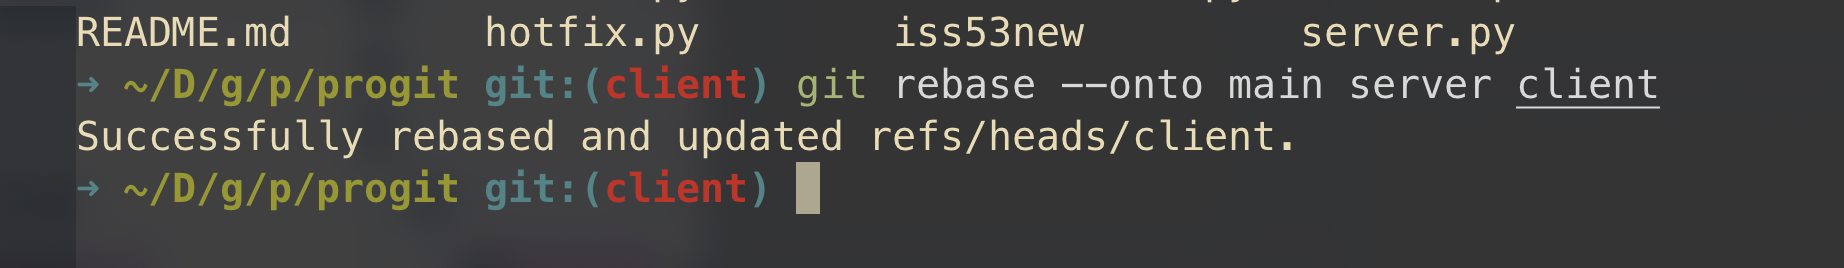 README.md hotfix.py iss53new server.py
→ ~/D/g/p/progit git:(client) git rebase --onto main server client
Successfully rebased and updated refs/heads/client.
→ ~/D/g/p/progit git:(client)